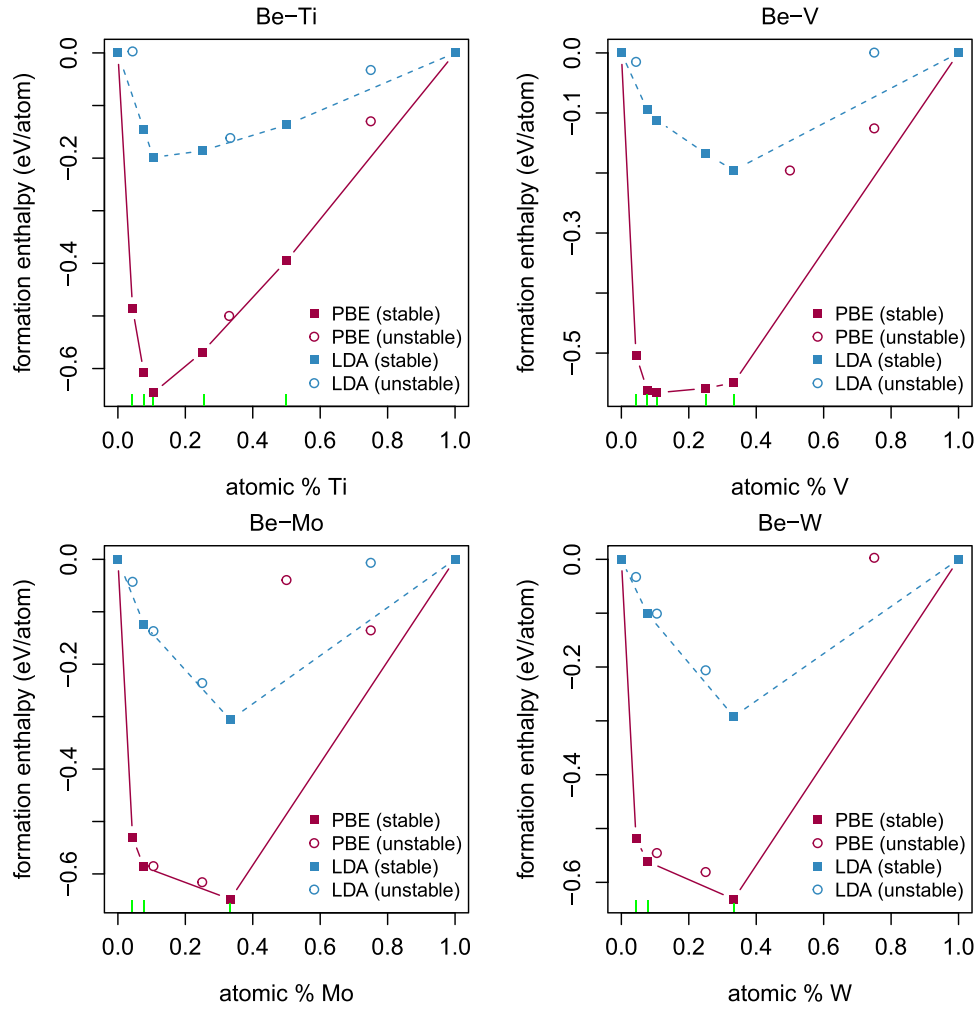 Be−Ti
formation enthalpy (eV/atom)
0.0
−0.2
−0.4
−0.6
PBE (stable)
PBE (unstable)
LDA (stable)
LDA (unstable)
0.0 0.2 0.4 0.6 0.8 1.0
atomic % Ti
Be−V
formation enthalpy (eV/atom)
0.0
−0.1
−0.3
−0.5
PBE (stable)
PBE (unstable)
LDA (stable)
LDA (unstable)
0.0 0.2 0.4 0.6 0.8 1.0
atomic % V
Be−Mo
formation enthalpy (eV/atom)
0.0
−0.2
−0.4
−0.6
PBE (stable)
PBE (unstable)
LDA (stable)
LDA (unstable)
0.0 0.2 0.4 0.6 0.8 1.0
atomic % Mo
Be−W
formation enthalpy (eV/atom)
0.0
−0.2
−0.4
−0.6
PBE (stable)
PBE (unstable)
LDA (stable)
LDA (unstable)
0.0 0.2 0.4 0.6 0.8 1.0
atomic % W